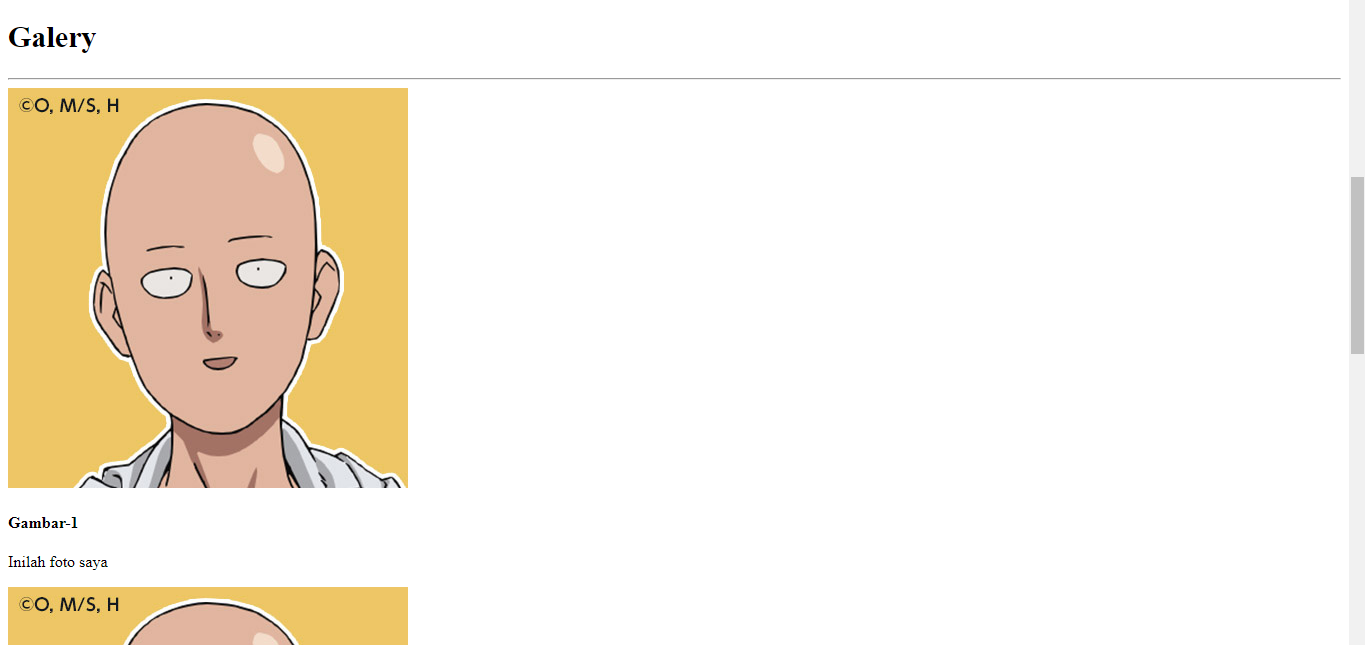 Galery
©O, M/S, H
Gambar-1
Inilah foto saya
©O, M/S, H